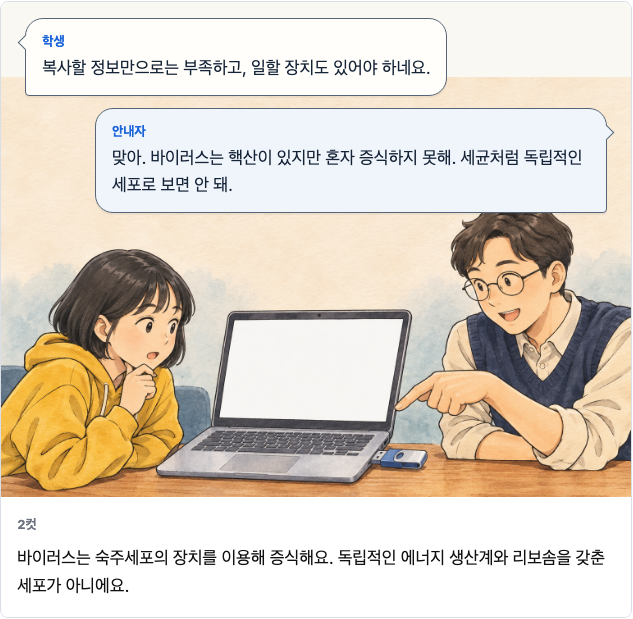 학생
복사할 정보만으로는 부족하고, 일할 장치도 있어야 하네요.
안내자
맞아. 바이러스는 핵산이 있지만 혼자 증식하지 못해. 세균처럼 독립적인
세포로 보면 안 돼.
2컷
바이러스는 숙주세포의 장치를 이용해 증식해요. 독립적인 에너지 생산계와 리보솜을 갖춘
세포가 아니에요.